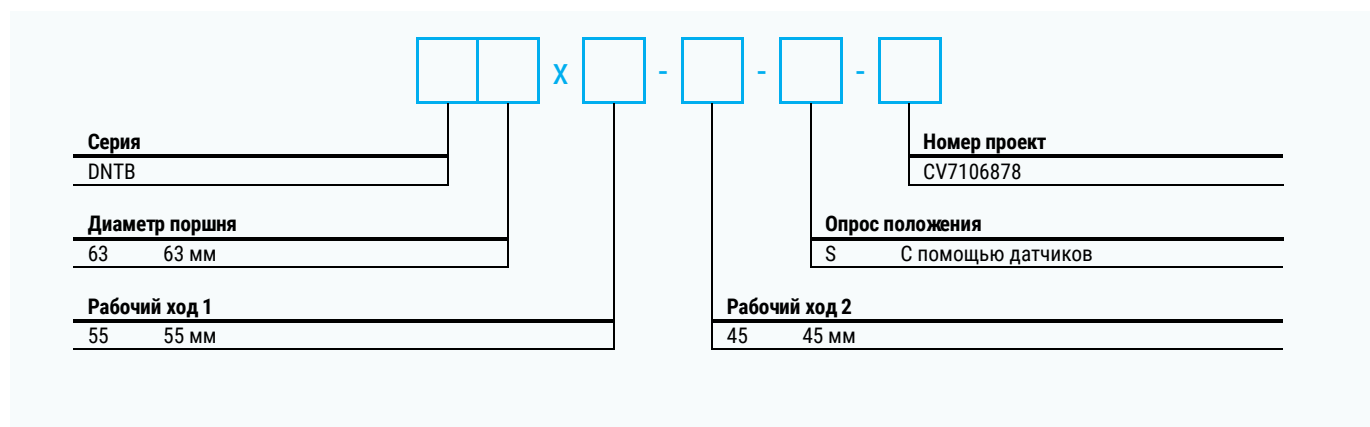 x - - -
Серия
DNTB
Диаметр поршня
63 63 мм
Рабочий ход 1
55 55 мм
Номер проект
CV7106878
Опрос положения
S С помощью датчиков
Рабочий ход 2
45 45 мм